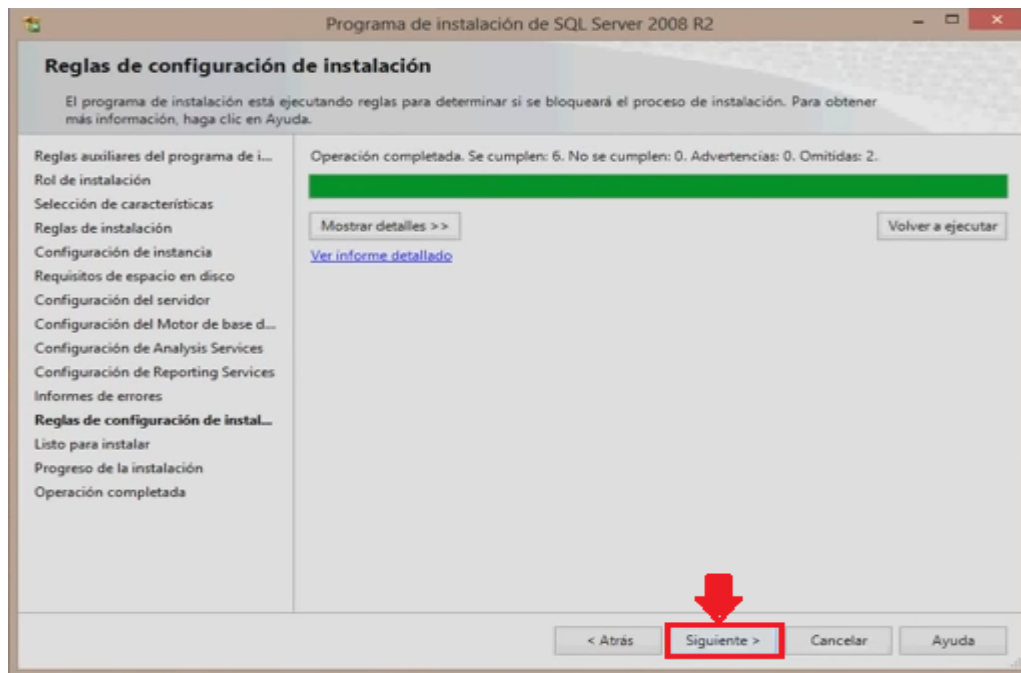 Programa de instalación de SQL Server 2008 R2
Reglas de configuración de instalación
El programa de instalación está ejecutando reglas para determinar si se bloqueará el proceso de instalación. Para obtener
más información, haga clic en Ayuda.
Reglas auxiliares del programa de i...
Rol de instalación
Selección de características
Reglas de instalación
Configuración de instancia
Requisitos de espacio en disco
Configuración del servidor
Configuración del Motor de base d...
Configuración de Analysis Services
Configuración de Reporting Services
Informes de errores
Reglas de configuración de instal...
Listo para instalar
Progreso de la instalación
Operación completada
Operación completada. Se cumplen: 6. No se cumplen: 0. Advertencias: 0. Omitidas: 2.
Mostrar detalles >>
Volver a ejecutar
Ver informe detallado
< Atrás
Siguiente >
Cancelar
Ayuda